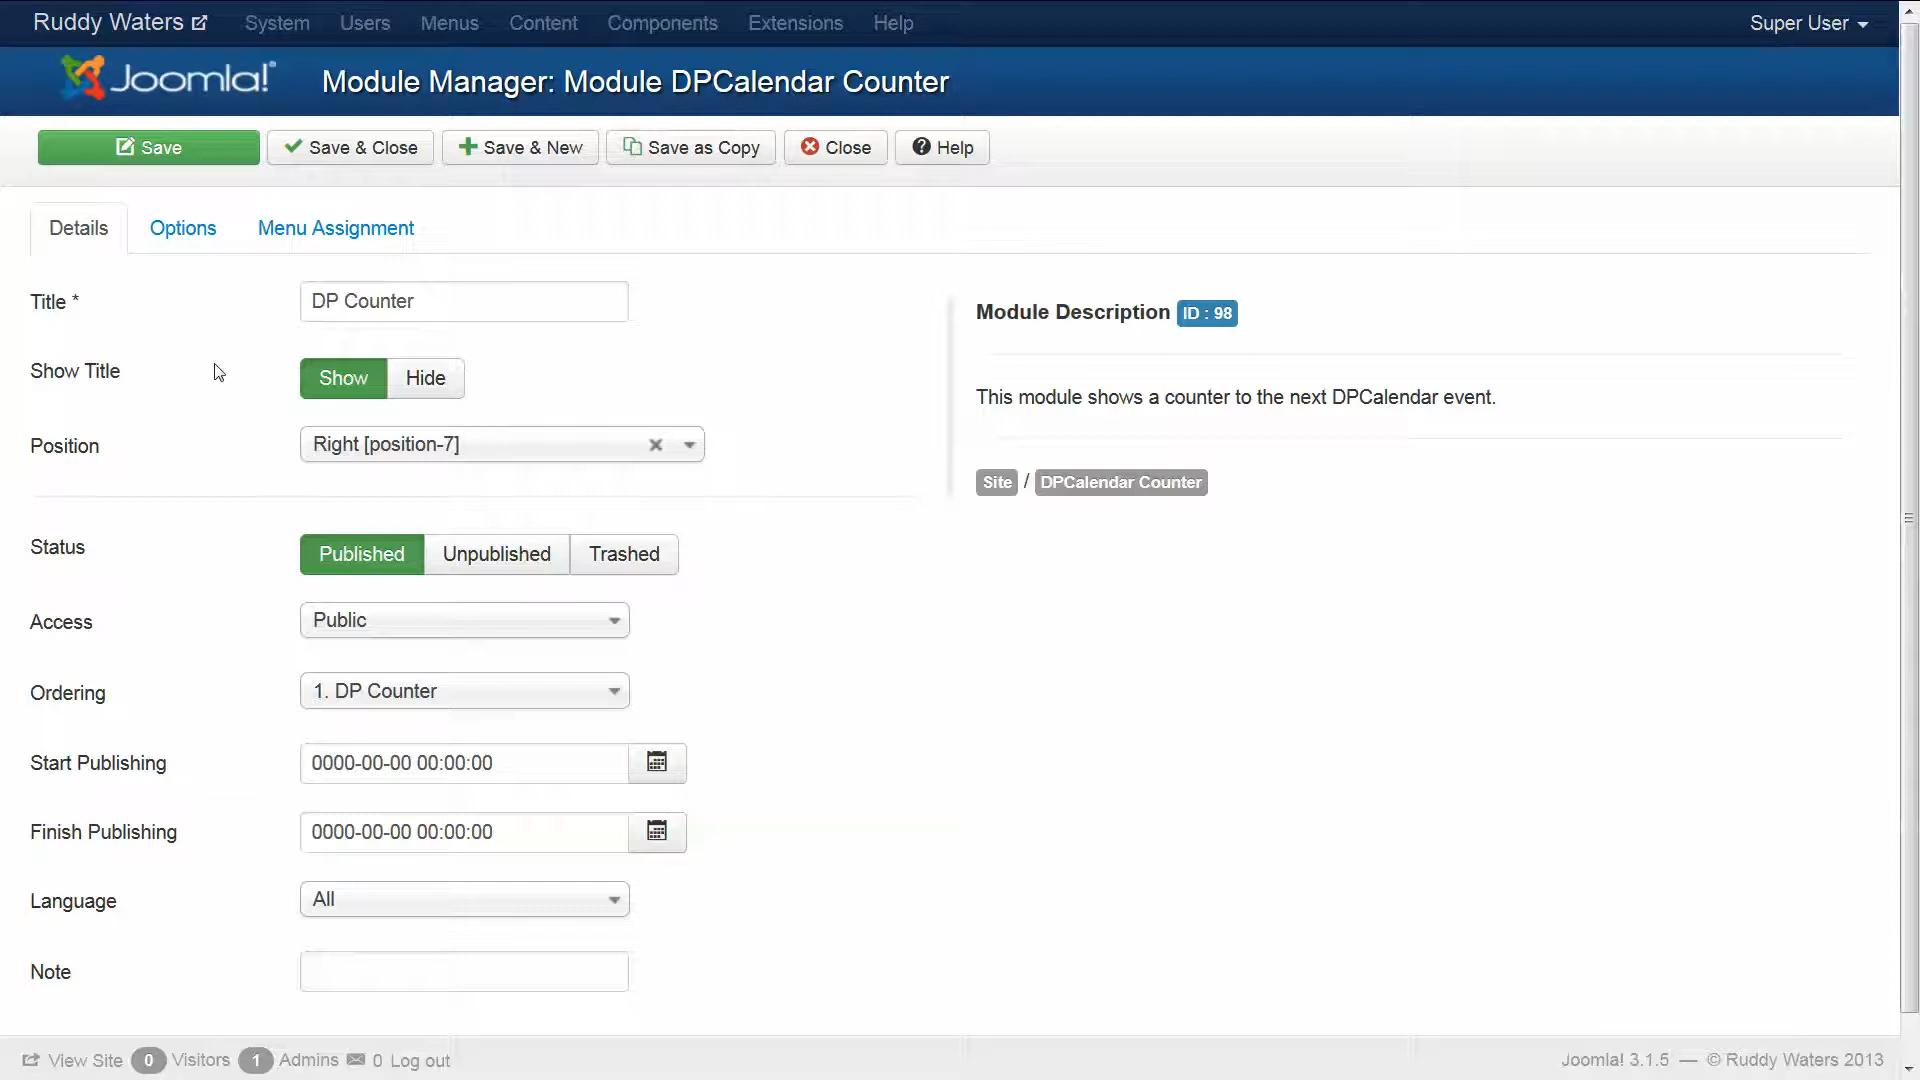 Ruddy Waters System Users Menus Content Components Extensions Help Super User
Joomla!® Module Manager: Module DPCalendar Counter
Save Save & Close Save & New Save as Copy Close Help
Details Options Menu Assignment
Title * DP Counter
Module Description ID : 98
Show Title Show Hide
This module shows a counter to the next DPCalendar event.
Position Right [position-7]
Site / DPCalendar Counter
Status Published Unpublished Trashed
Access Public
Ordering 1. DP Counter
Start Publishing 0000-00-00 00:00:00
Finish Publishing 0000-00-00 00:00:00
Language All
Note
View Site 0 Visitors 1 Admins 0 Log out Joomla! 3.1.5 — © Ruddy Waters 2013